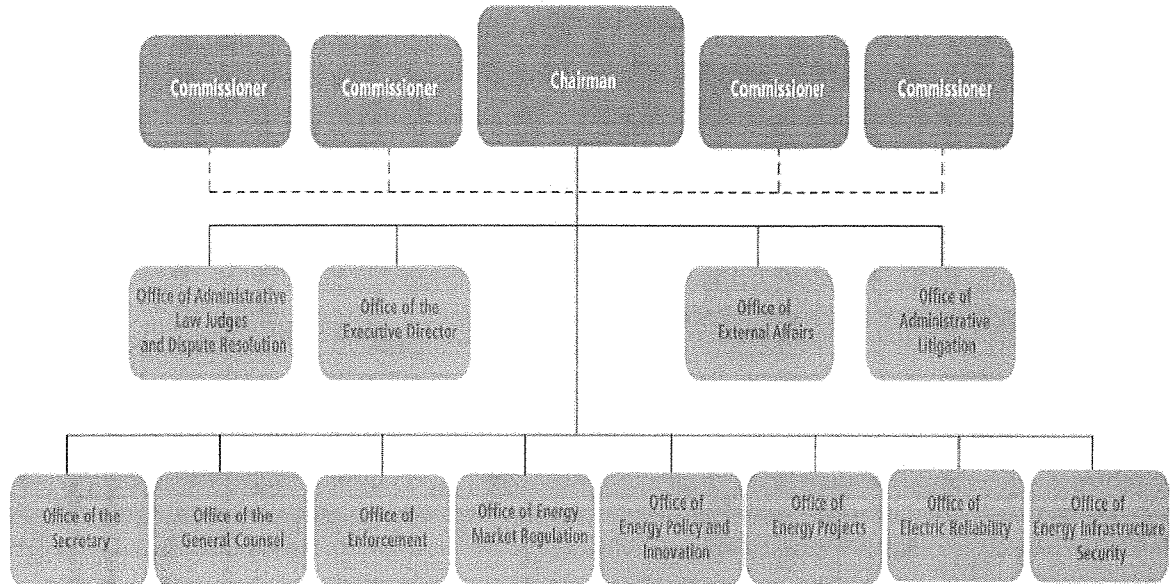 Commissioner
Commissioner
Chairman
Commissioner
Commissioner
Office of Administrative
Law Judges
and Dispute Resolution
Office of the
Executive Director
Office of
External Affairs
Office of
Administrative
Litigation
Office of the
Secretary
Office of the
General Counsel
Office of
Enforcement
Office of Energy
Market Regulation
Office of
Energy Policy and
Innovation
Office of
Energy Projects
Office of
Electric Reliability
Office of
Energy Infrastructure
Security